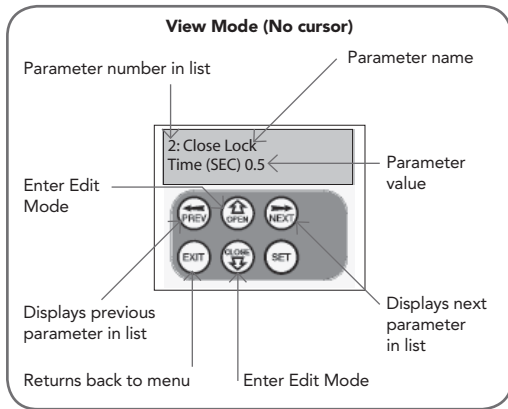 View Mode (No cursor)
Parameter number in list
Parameter name
2: Close Lock
Time (SEC) 0.5
Parameter
value
Enter Edit
Mode
PREV
OPEN
NEXT
EXIT
CLOSE
SET
Displays previous
parameter in list
Displays next
parameter
in list
Returns back to menu
Enter Edit Mode